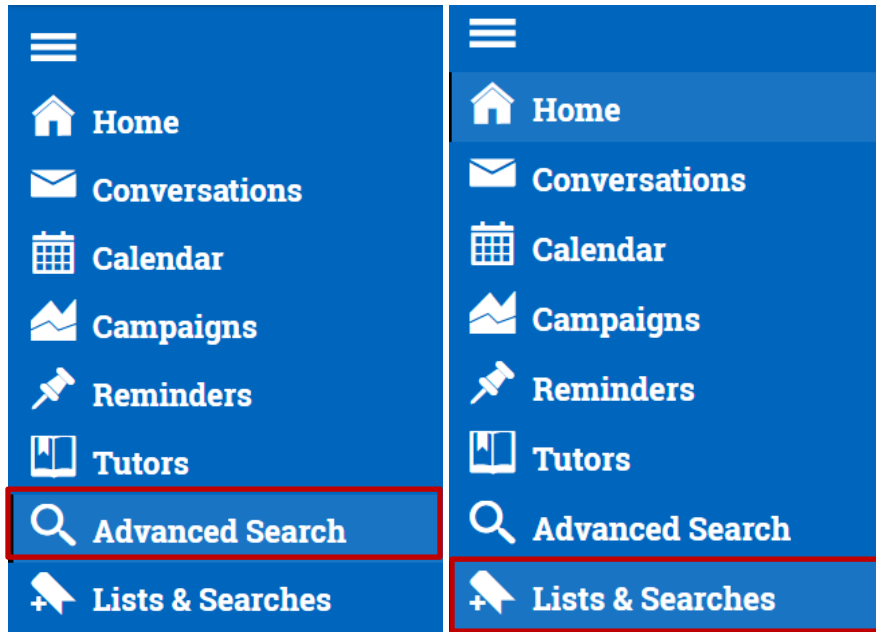 Home
Conversations
Calendar
Campaigns
Reminders
Tutors
Advanced Search
Lists & Searches
Home
Conversations
Calendar
Campaigns
Reminders
Tutors
Advanced Search
Lists & Searches